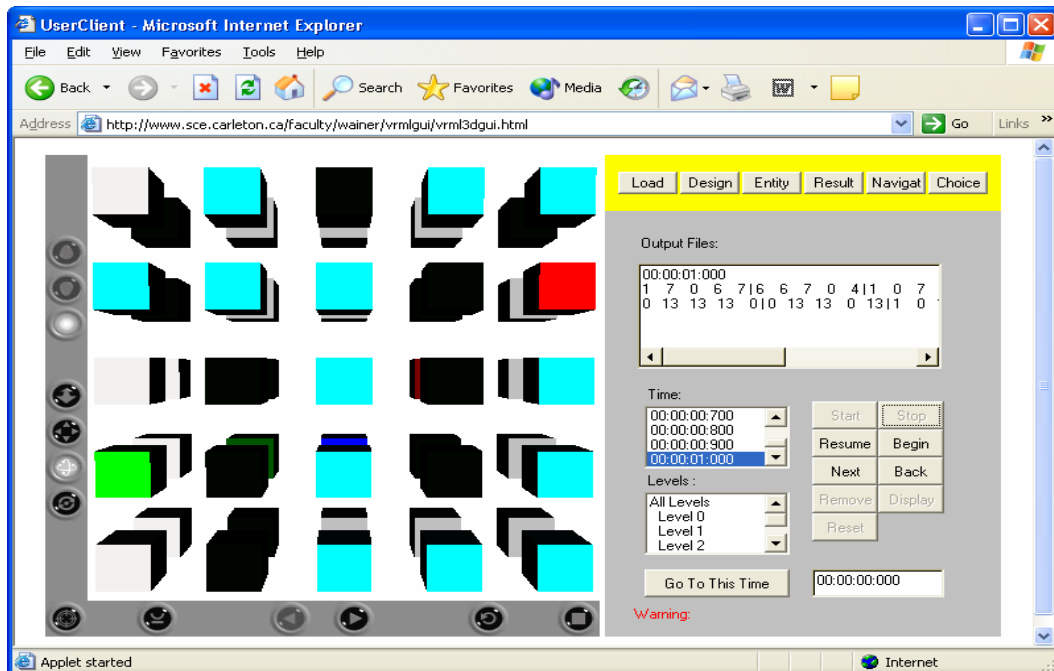 UserClient - Microsoft Internet Explorer
File Edit View Favorites Tools Help
Back Search Favorites Media
Address http://www.sce.carleton.ca/faculty/wainer/vrmlgui/vrml3dgui.html Go Links »
Load Design Entity Result Navigat Choice
Output Files:
00:00:01:000
1 7 0 6 7|6 6 7 0 4|1 0 7
0 13 13 13 0|0 13 13 0 13|1 0
Time:
00:00:00:700
00:00:00:800
00:00:00:900
00:00:01:000
Start Stop
Resume Begin
Next Back
Levels :
All Levels
Level 0
Level 1
Level 2
Remove Display
Reset
Go To This Time 00:00:00:000
Warning:
Applet started Internet